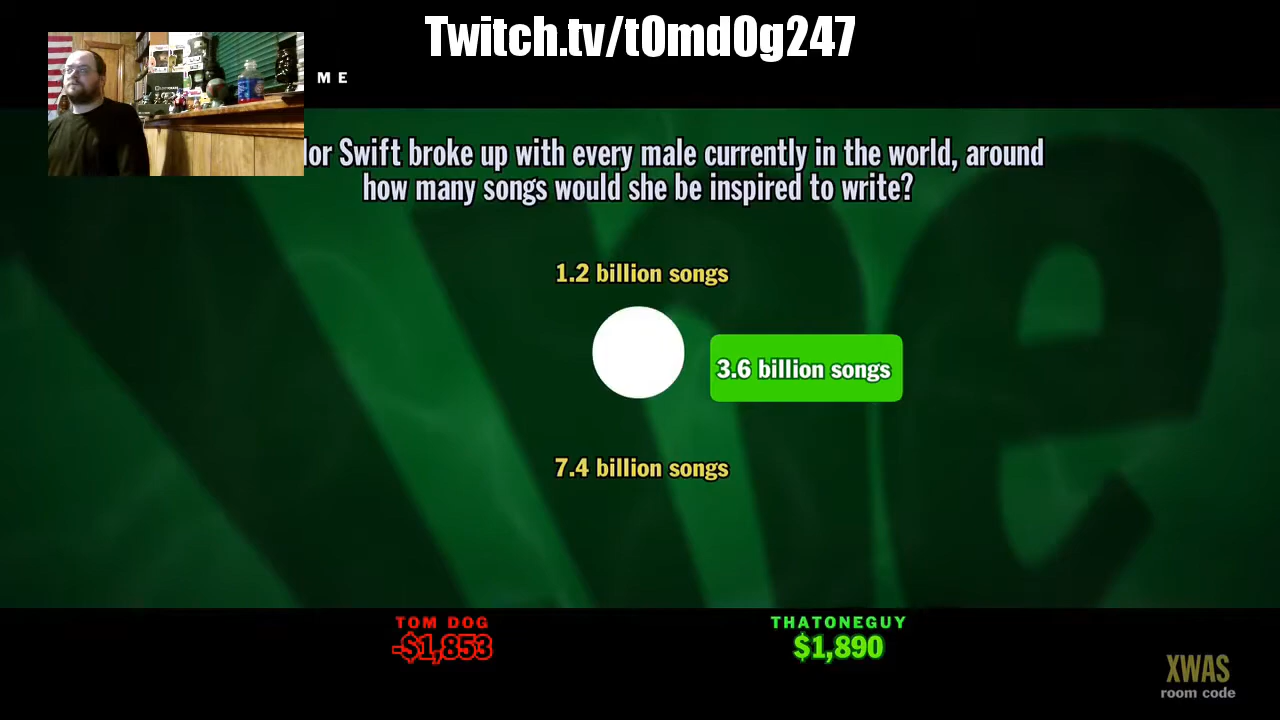 Twitch.tv/t0md0g247
ME
lor Swift broke up with every male currently in the world, around
how many songs would she be inspired to write?
1.2 billion songs
3.6 billion songs
7.4 billion songs
TOM DOG
THATONEGUY
-$1,853
$1,890
XWAS
room code